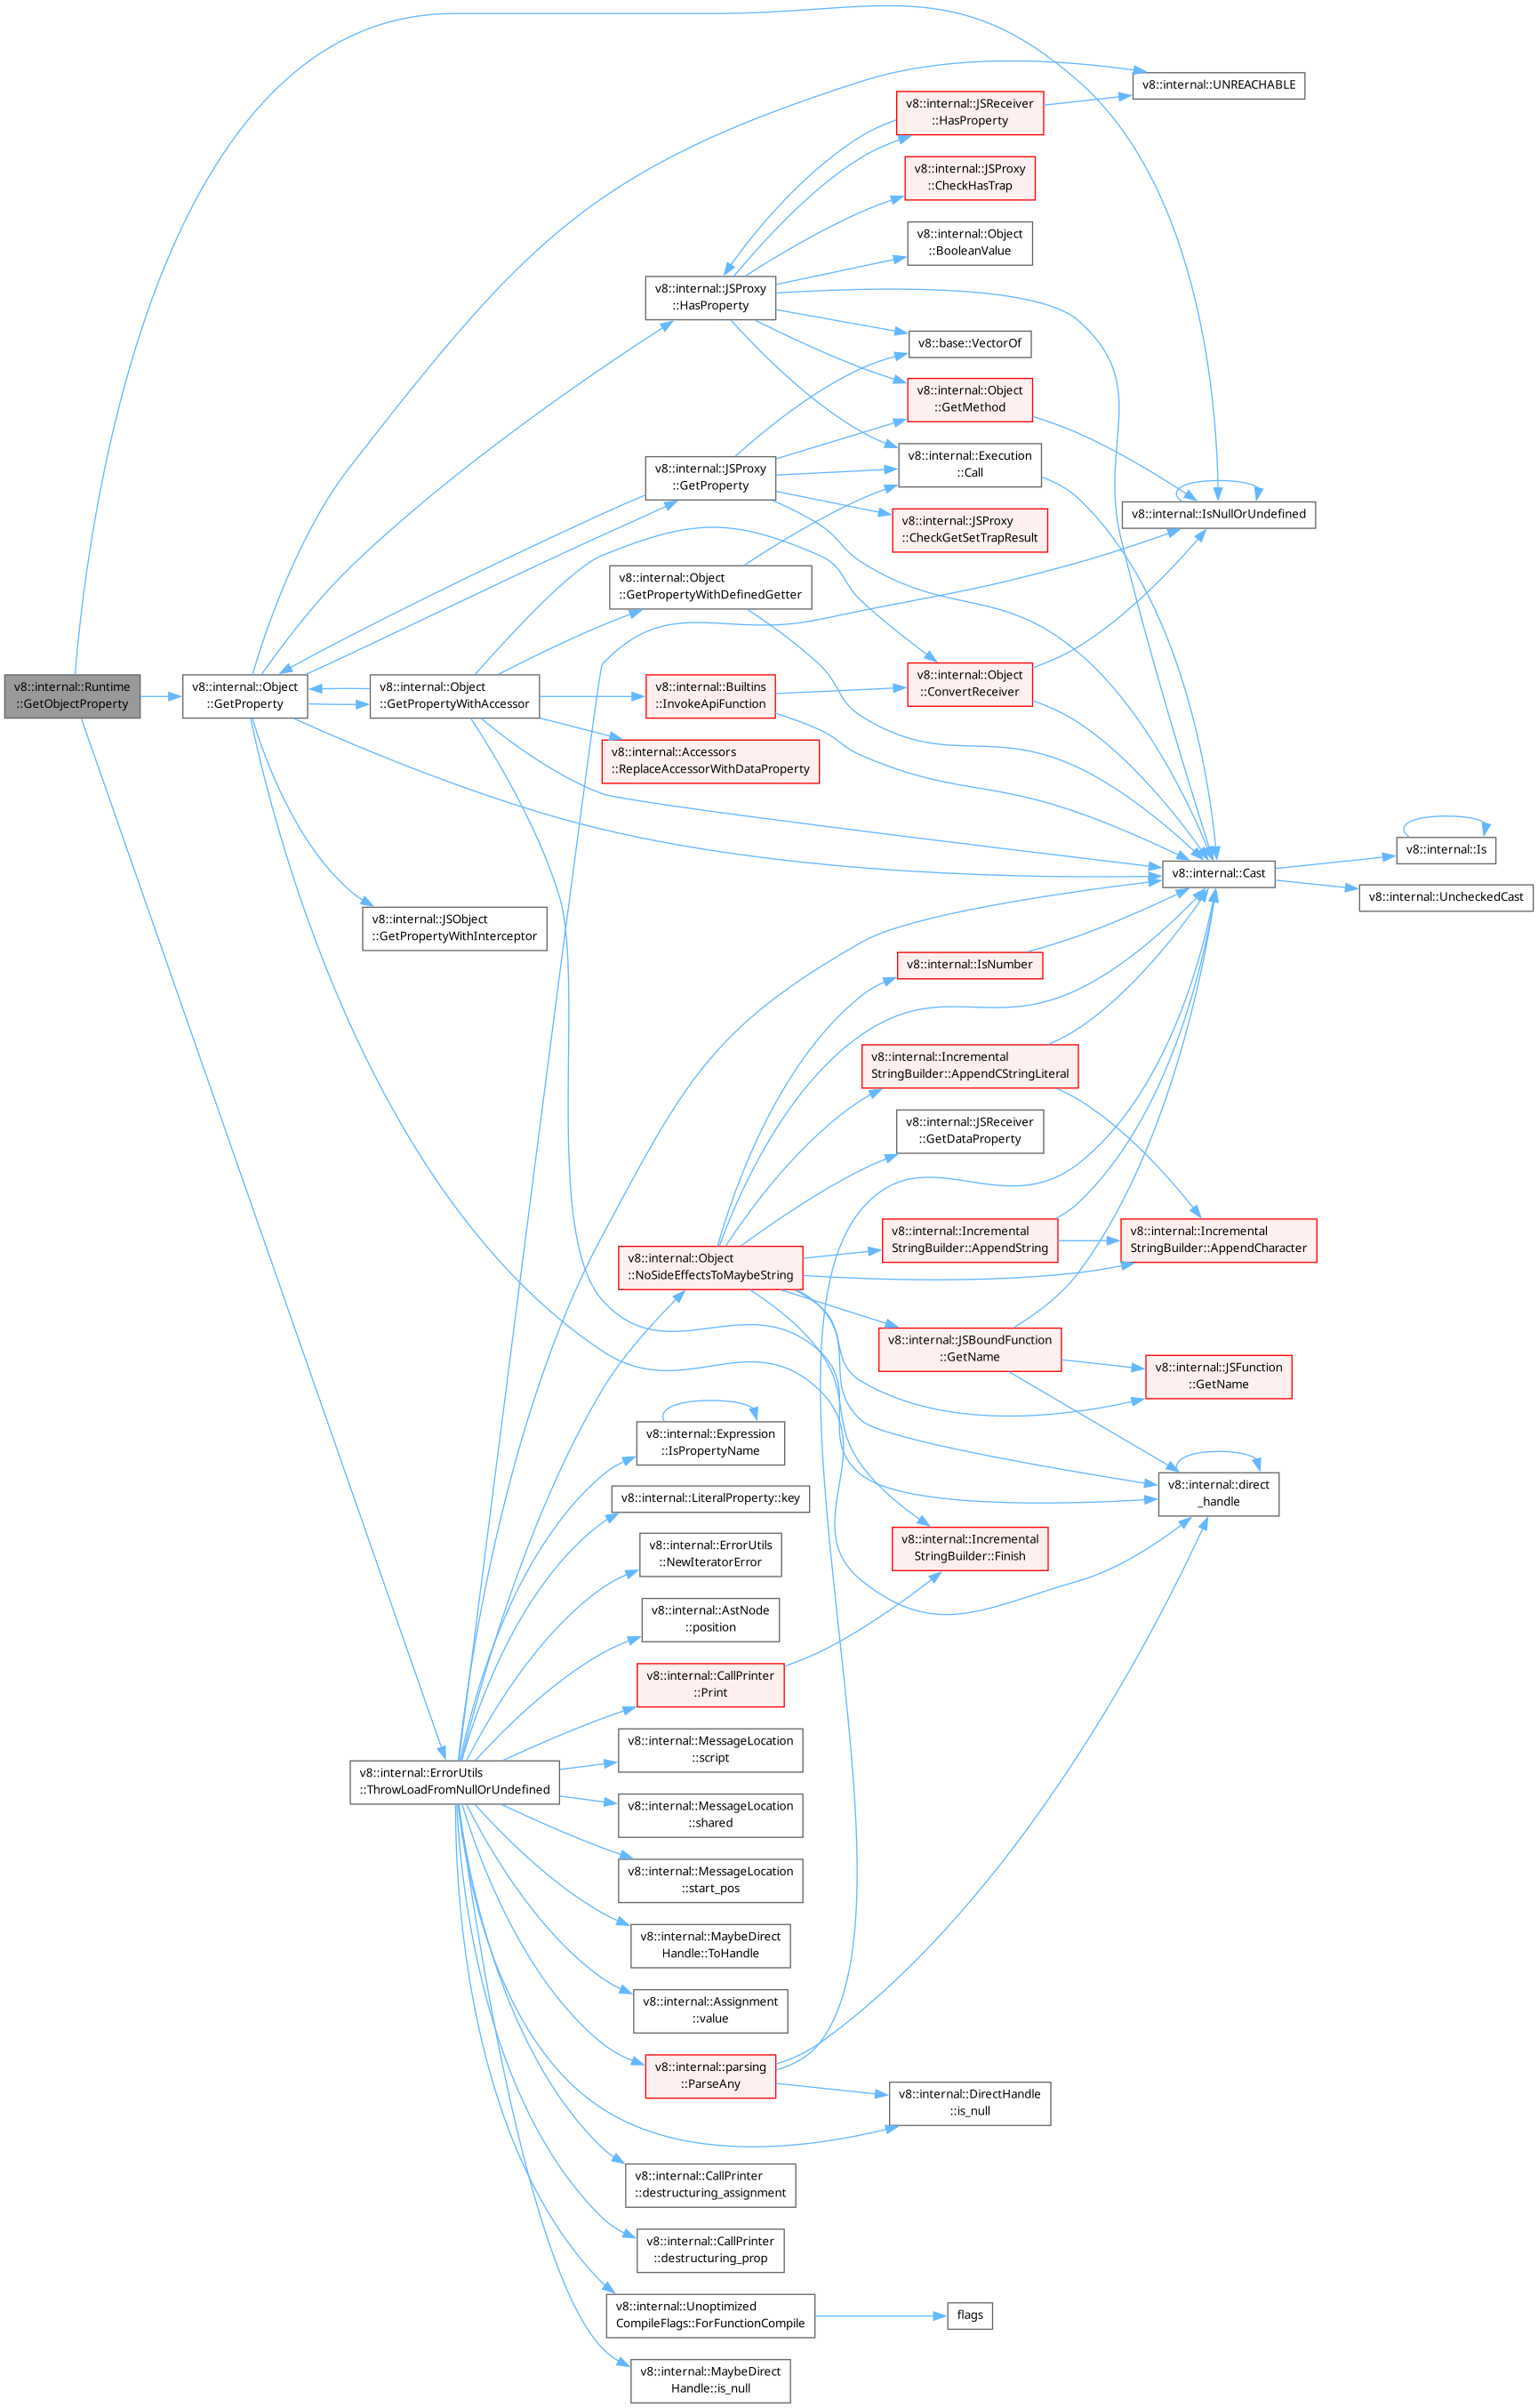 v8::internal::UNREACHABLE
v8::internal::JSReceiver
::HasProperty
v8::internal::JSProxy
::CheckHasTrap
v8::internal::Object
::BooleanValue
v8::internal::JSProxy
::HasProperty
v8::base::VectorOf
v8::internal::Object
::GetMethod
v8::internal::JSProxy
::GetProperty
v8::internal::Execution
::Call
v8::internal::IsNullOrUndefined
v8::internal::JSProxy
::CheckGetSetTrapResult
v8::internal::Object
::GetPropertyWithDefinedGetter
v8::internal::Runtime
::GetObjectProperty
v8::internal::Object
::GetProperty
v8::internal::Object
::GetPropertyWithAccessor
v8::internal::Builtins
::InvokeApiFunction
v8::internal::Object
::ConvertReceiver
v8::internal::Accessors
::ReplaceAccessorWithDataProperty
v8::internal::Is
v8::internal::Cast
v8::internal::UncheckedCast
v8::internal::JSObject
::GetPropertyWithInterceptor
v8::internal::IsNumber
v8::internal::Incremental
StringBuilder::AppendCStringLiteral
v8::internal::JSReceiver
::GetDataProperty
v8::internal::Object
::NoSideEffectsToMaybeString
v8::internal::Incremental
StringBuilder::AppendString
v8::internal::Incremental
StringBuilder::AppendCharacter
v8::internal::JSBoundFunction
::GetName
v8::internal::JSFunction
::GetName
v8::internal::Expression
::IsPropertyName
v8::internal::LiteralProperty::key
v8::internal::direct
_handle
v8::internal::ErrorUtils
::NewIteratorError
v8::internal::Incremental
StringBuilder::Finish
v8::internal::AstNode
::position
v8::internal::CallPrinter
::Print
v8::internal::MessageLocation
::script
v8::internal::ErrorUtils
::ThrowLoadFromNullOrUndefined
v8::internal::MessageLocation
::shared
v8::internal::MessageLocation
::start_pos
v8::internal::MaybeDirect
Handle::ToHandle
v8::internal::Assignment
::value
v8::internal::parsing
::ParseAny
v8::internal::DirectHandle
::is_null
v8::internal::CallPrinter
::destructuring_assignment
v8::internal::CallPrinter
::destructuring_prop
v8::internal::Unoptimized
CompileFlags::ForFunctionCompile
flags
v8::internal::MaybeDirect
Handle::is_null